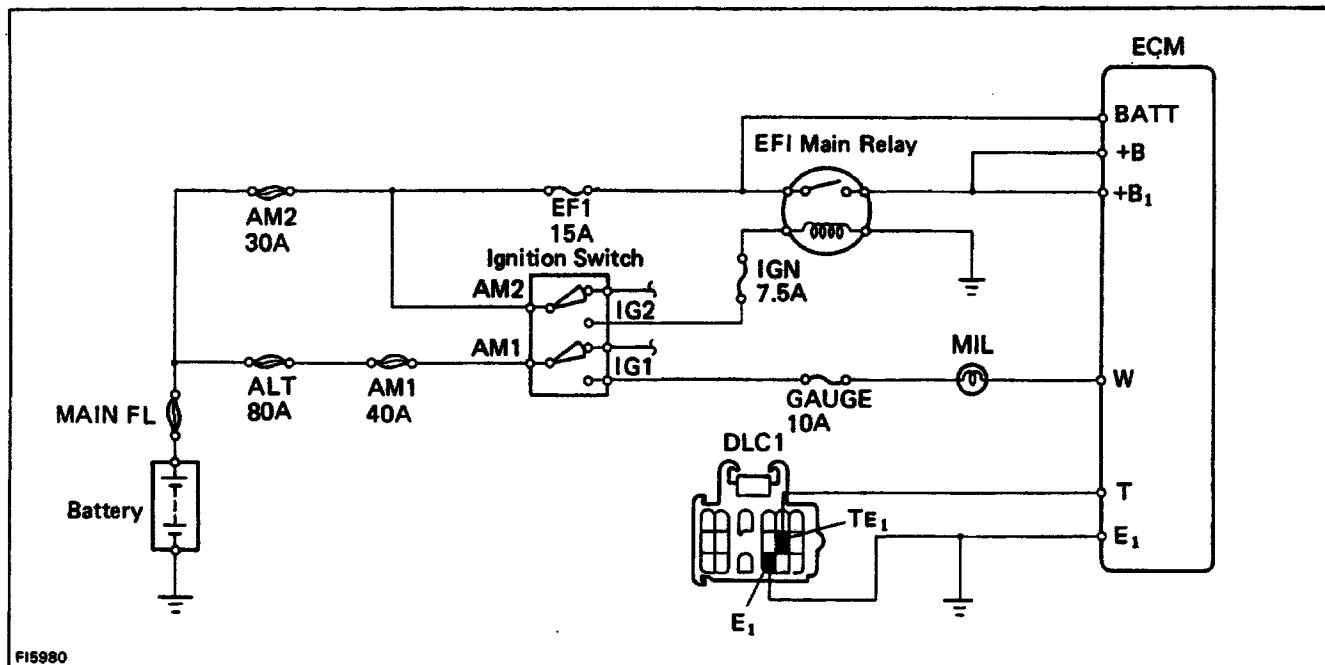 ECM
BATT
EFI Main Relay
+B
+B₁
AM2
30A
EF1
15A
Ignition Switch
IGN
7.5A
AM2
IG2
AM1
IG1
MIL
W
ALT
80A
AM1
40A
GAUGE
10A
MAIN FL
DLC1
Battery
T
TE₁
E₁
E₁
FI5980